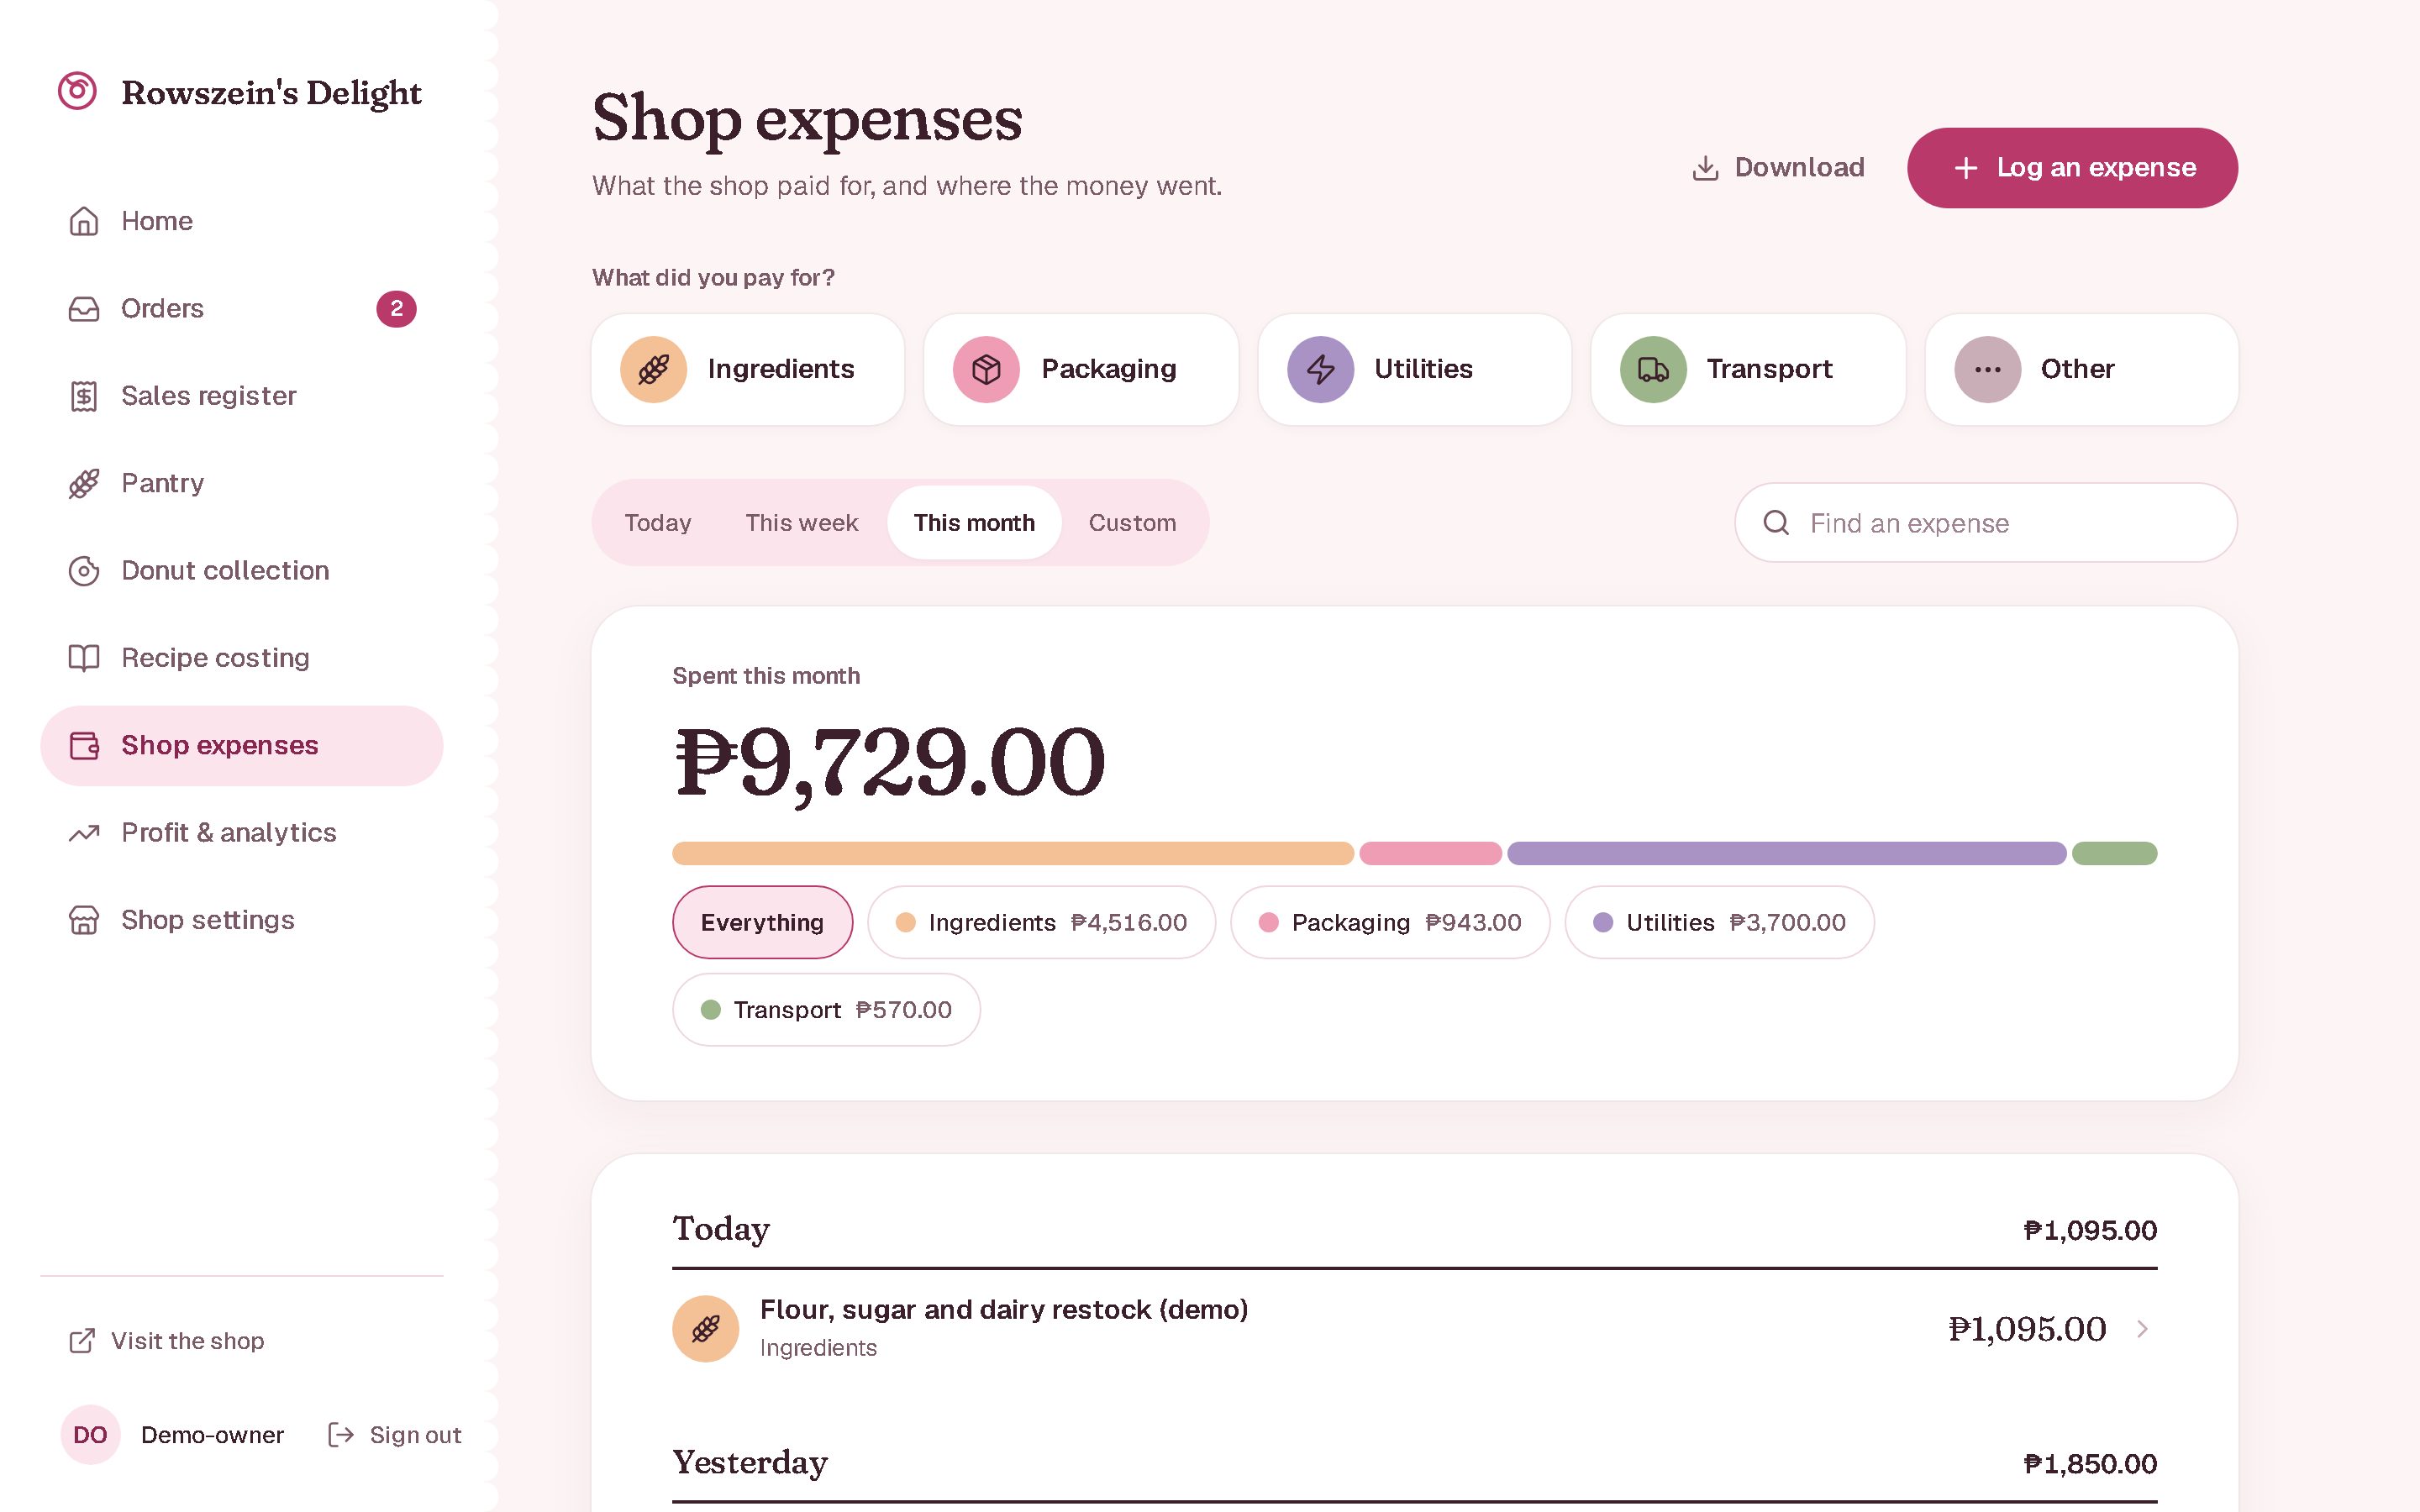 Rowszein's Delight
Home
Orders 2
Sales register
Pantry
Donut collection
Recipe costing
Shop expenses
Profit & analytics
Shop settings
Visit the shop
DO Demo-owner Sign out
Shop expenses
What the shop paid for, and where the money went.
Download
Log an expense
What did you pay for?
Ingredients Packaging Utilities Transport Other
Today This week This month Custom
Find an expense
Spent this month
₱9,729.00
Everything Ingredients ₱4,516.00 Packaging ₱943.00 Utilities ₱3,700.00
Transport ₱570.00
Today ₱1,095.00
Flour, sugar and dairy restock (demo)
Ingredients
₱1,095.00
Yesterday ₱1,850.00